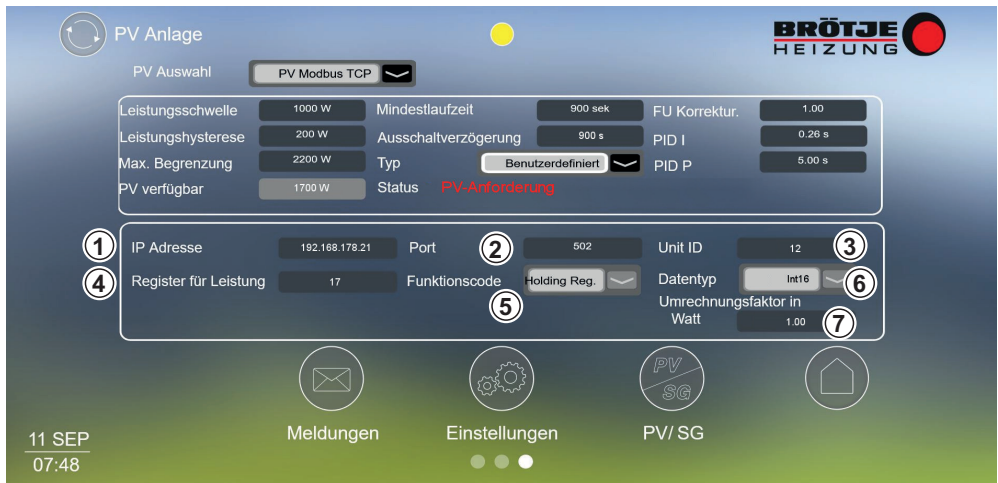 PV Anlage
BRÖTJE
HEIZUNG
PV Auswahl PV Modbus TCP
Leistungsschwelle 1000 W Mindestlaufzeit 900 sek FU Korrektur. 1.00
Leistungshysterese 200 W Ausschaltverzögerung 900 s PID I 0.26 s
Max. Begrenzung 2200 W Typ Benutzerdefiniert PID P 5.00 s
PV verfügbar 1700 W Status PV-Anforderung
1 IP Adresse 192.168.178.21 Port 2 502 Unit ID 12 3
4 Register für Leistung 17 Funktionscode Holding Reg. Datentyp Int16 6
5
Umrechnungsfaktor in
Watt 1.00 7
PV
SG
Meldungen Einstellungen PV/ SG
11 SEP
07:48